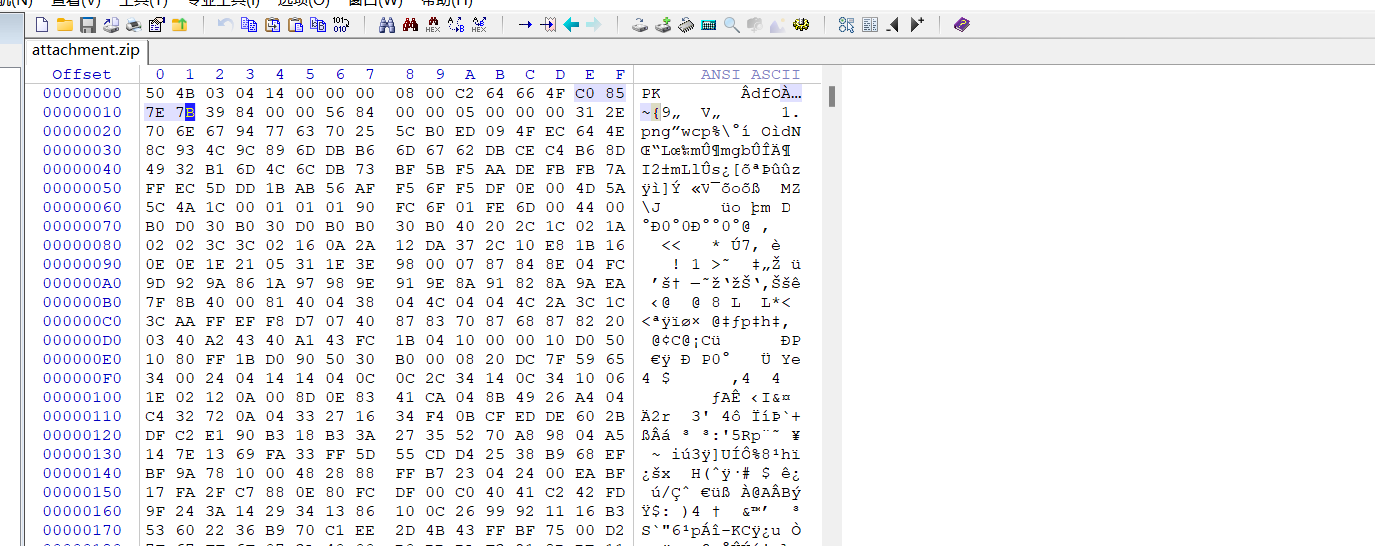 航(N) 查看(V) 工具(T) 专业工具(I) 选项(O) 窗口(W) 帮助(H)
attachment.zip
Offset 0 1 2 3 4 5 6 7 8 9 A B C D E F ANSI ASCII
00000000 50 4B 03 04 14 00 00 00 08 00 C2 64 66 4F C0 85 PK ÂdfOÀ…
00000010 7E 7B 39 84 00 00 56 84 00 00 05 00 00 00 31 2E ~{9„ V„ 1.
00000020 70 6E 67 94 77 63 70 25 5C B0 ED 09 4F EC 64 4E png”wcp%\°í OìdN
00000030 8C 93 4C 9C 89 6D DB B6 6D 67 62 DB CE C4 B6 8D Œ“Lœ‰mÛ¶mgbÛÎÄ¶
00000040 49 32 B1 6D 4C 6C DB 73 BF 5B F5 AA DE FB FB 7A I2±mLlÛs¿[õªÞûûz
00000050 FF EC 5D DD 1B AB 56 AF F5 6F F5 DF 0E 00 4D 5A ÿì]Ý «V¯õoõß MZ
00000060 5C 4A 1C 00 01 01 01 90 FC 6F 01 FE 6D 00 44 00 \J üo þm D
00000070 B0 D0 30 B0 30 D0 B0 B0 30 B0 40 20 2C 1C 02 1A °Ð0°0Ð°°0°@ ,
00000080 02 02 3C 3C 02 16 0A 2A 12 DA 37 2C 10 E8 1B 16 << * Ú7, è
00000090 0E 0E 1E 21 05 31 1E 3E 98 00 07 87 84 8E 04 FC ! 1 >˜ ‡„Ž ü
000000A0 9D 92 9A 86 1A 97 98 9E 91 9E 8A 91 82 8A 9A EA ’š† —˜ž‘žŠ‘‚Ššê
000000B0 7F 8B 40 00 81 40 04 38 04 4C 04 04 4C 2A 3C 1C ‹@ @ 8 L L*<
000000C0 3C AA FF EF F8 D7 07 40 87 83 70 87 68 87 82 20 <ªÿïø× @‡ƒp‡h‡‚
000000D0 03 40 A2 43 40 A1 43 FC 1B 04 10 00 00 10 D0 50 @¢C@¡Cü ÐP
000000E0 10 80 FF 1B D0 90 50 30 B0 00 08 20 DC 7F 59 65 €ÿ Ð P0° Ü Ye
000000F0 34 00 24 04 14 14 04 0C 0C 2C 34 14 0C 34 10 06 4 $ ,4 4
00000100 1E 02 12 0A 00 8D 0E 83 41 CA 04 8B 49 26 A4 04 ƒAÊ ‹I&¤
00000110 C4 32 72 0A 04 33 27 16 34 F4 0B CF ED DE 60 2B Ä2r 3' 4ô ÏíÞ`+
00000120 DF C2 E1 90 B3 18 B3 3A 27 35 52 70 A8 98 04 A5 ßÂá ³ ³:'5Rp¨˜ ¥
00000130 14 7E 13 69 FA 33 FF 5D 55 CD D4 25 38 B9 68 EF ~ iú3ÿ]UÍÔ%8¹hï
00000140 BF 9A 78 10 00 48 28 88 FF B7 23 04 24 00 EA BF ¿šx H(ˆÿ·# $ ê¿
00000150 17 FA 2F C7 88 0E 80 FC DF 00 C0 40 41 C2 42 FD ú/Çˆ €üß À@AÂBý
00000160 9F 24 3A 14 29 34 13 86 10 0C 26 99 92 11 16 B3 Ÿ$: )4 † &™’ ³
00000170 53 60 22 36 B9 70 C1 EE 2D 4B 43 FF BF 75 00 D2 S`"6¹pÁî-KCÿ¿u Ò